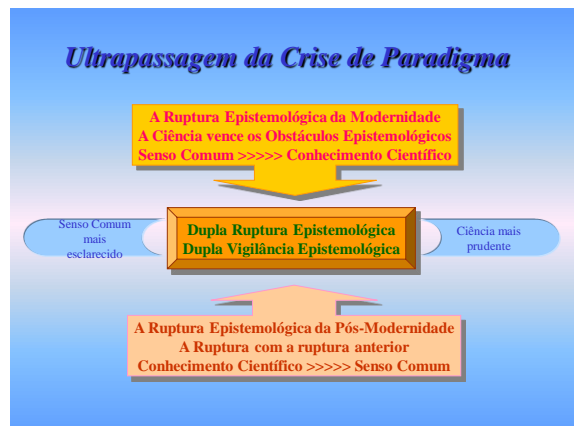 Ultrapassagem da Crise de Paradigma
A Ruptura Epistemológica da Modernidade
A Ciência vence os Obstáculos Epistemológicos
Senso Comum >>>>> Conhecimento Científico
Senso Comum
mais
esclarecido
Dupla Ruptura Epistemológica
Dupla Vigilância Epistemológica
Ciência mais
prudente
A Ruptura Epistemológica da Pós-Modernidade
A Ruptura com a ruptura anterior
Conhecimento Científico >>>>> Senso Comum